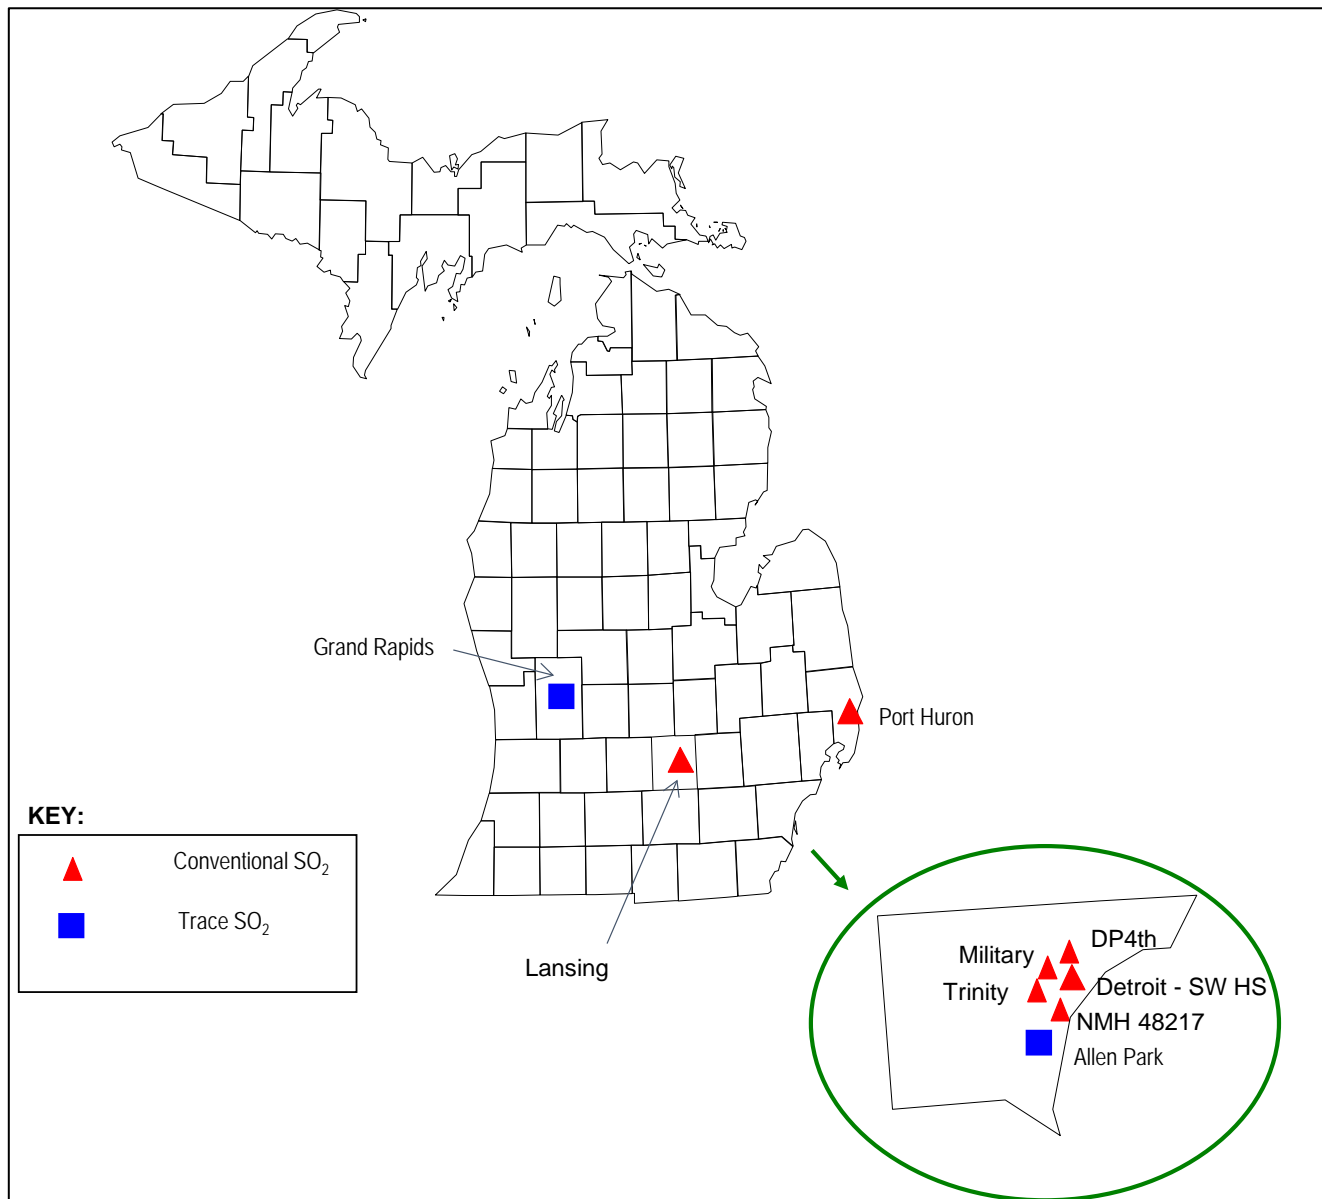 Grand Rapids
Port Huron
KEY:
Conventional SO₂
Trace SO₂
Lansing
DP4th
Military
Detroit - SW HS
Trinity
NMH 48217
Allen Park